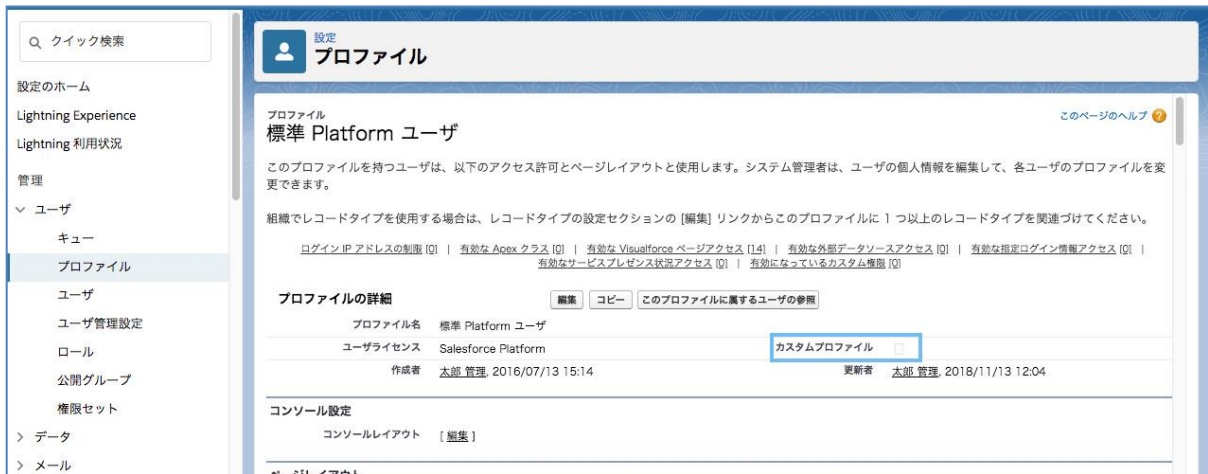 クイック検索
設定のホーム
Lightning Experience
Lightning 利用状況
管理
ユーザ
キュー
プロファイル
ユーザ
ユーザ管理設定
ロール
公開グループ
権限セット
データ
メール
設定
プロファイル
プロファイル
標準 Platform ユーザ
このページのヘルプ
このプロファイルを持つユーザは、以下のアクセス許可とページレイアウトと使用します。システム管理者は、ユーザの個人情報を編集して、各ユーザのプロファイルを変
更できます。
組織でレコードタイプを使用する場合は、レコードタイプの設定セクションの [編集] リンクからこのプロファイルに 1 つ以上のレコードタイプを関連づけてください。
ログイン IP アドレスの制限 [0] | 有効な Apex クラス [0] | 有効な Visualforce ページアクセス [14] | 有効な外部データソースアクセス [0] | 有効な指定ログイン情報アクセス [0] |
有効なサービスプレゼンス状況アクセス [0] | 有効になっているカスタム権限 [0]
プロファイルの詳細 編集 コピー このプロファイルに属するユーザの参照
プロファイル名 標準 Platform ユーザ
ユーザライセンス Salesforce Platform カスタムプロファイル
作成者 太郎 管理, 2016/07/13 15:14 更新者 太郎 管理, 2018/11/13 12:04
コンソール設定
コンソールレイアウト [ 編集 ]
ページレイアウト